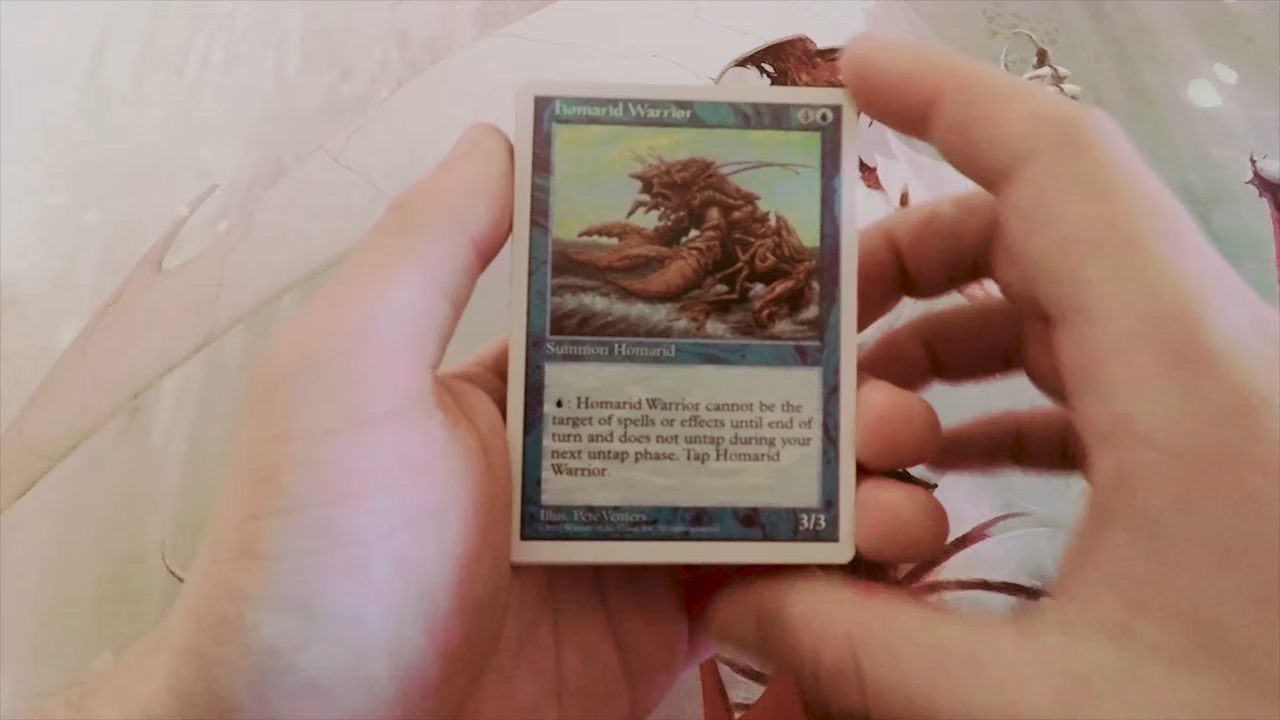 Homarid Warrior 4
Summon Homarid
: Homarid Warrior cannot be the
target of spells or effects until end of
turn and does not untap during your
next untap phase. Tap Homarid
Warrior.
Illus. Pete Venters
3/3